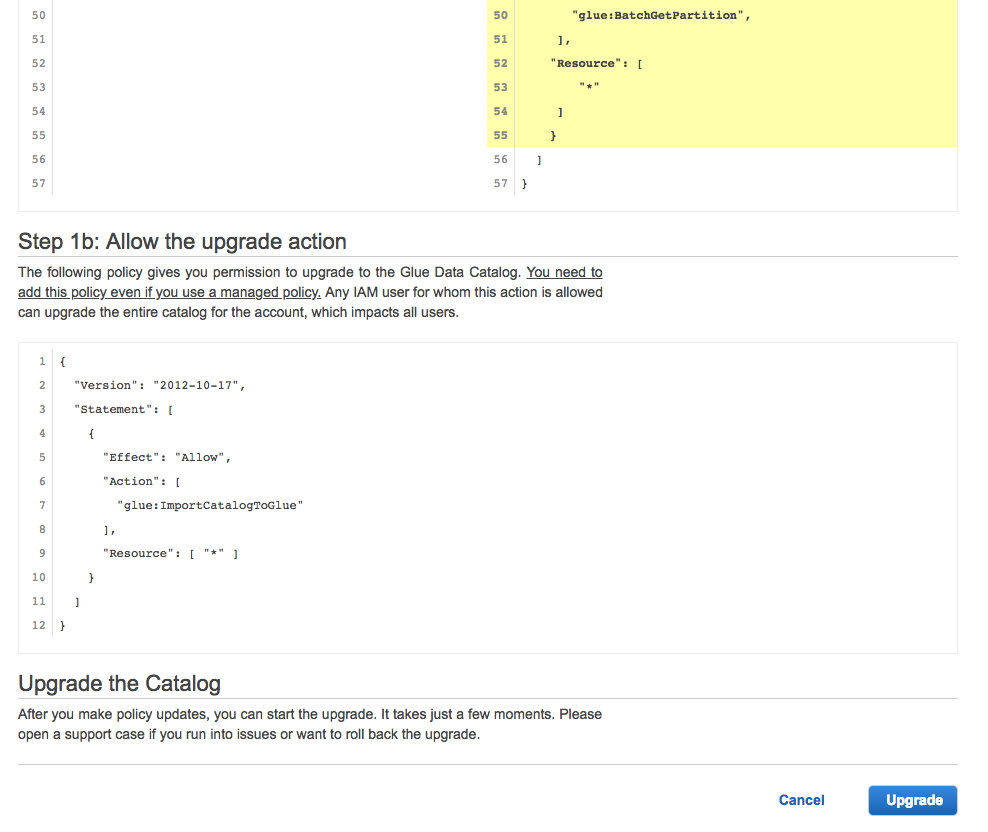 50 50 "glue:BatchGetPartition",
51 51 ],
52 52 "Resource": [
53 53 "*"
54 54 ]
55 55 }
56 56 ]
57 57 }
Step 1b: Allow the upgrade action
The following policy gives you permission to upgrade to the Glue Data Catalog. You need to
add this policy even if you use a managed policy. Any IAM user for whom this action is allowed
can upgrade the entire catalog for the account, which impacts all users.
1 {
2 "Version": "2012-10-17",
3 "Statement": [
4 {
5 "Effect": "Allow",
6 "Action": [
7 "glue:ImportCatalogToGlue"
8 ],
9 "Resource": [ "*" ]
10 }
11 ]
12 }
Upgrade the Catalog
After you make policy updates, you can start the upgrade. It takes just a few moments. Please
open a support case if you run into issues or want to roll back the upgrade.
Cancel Upgrade